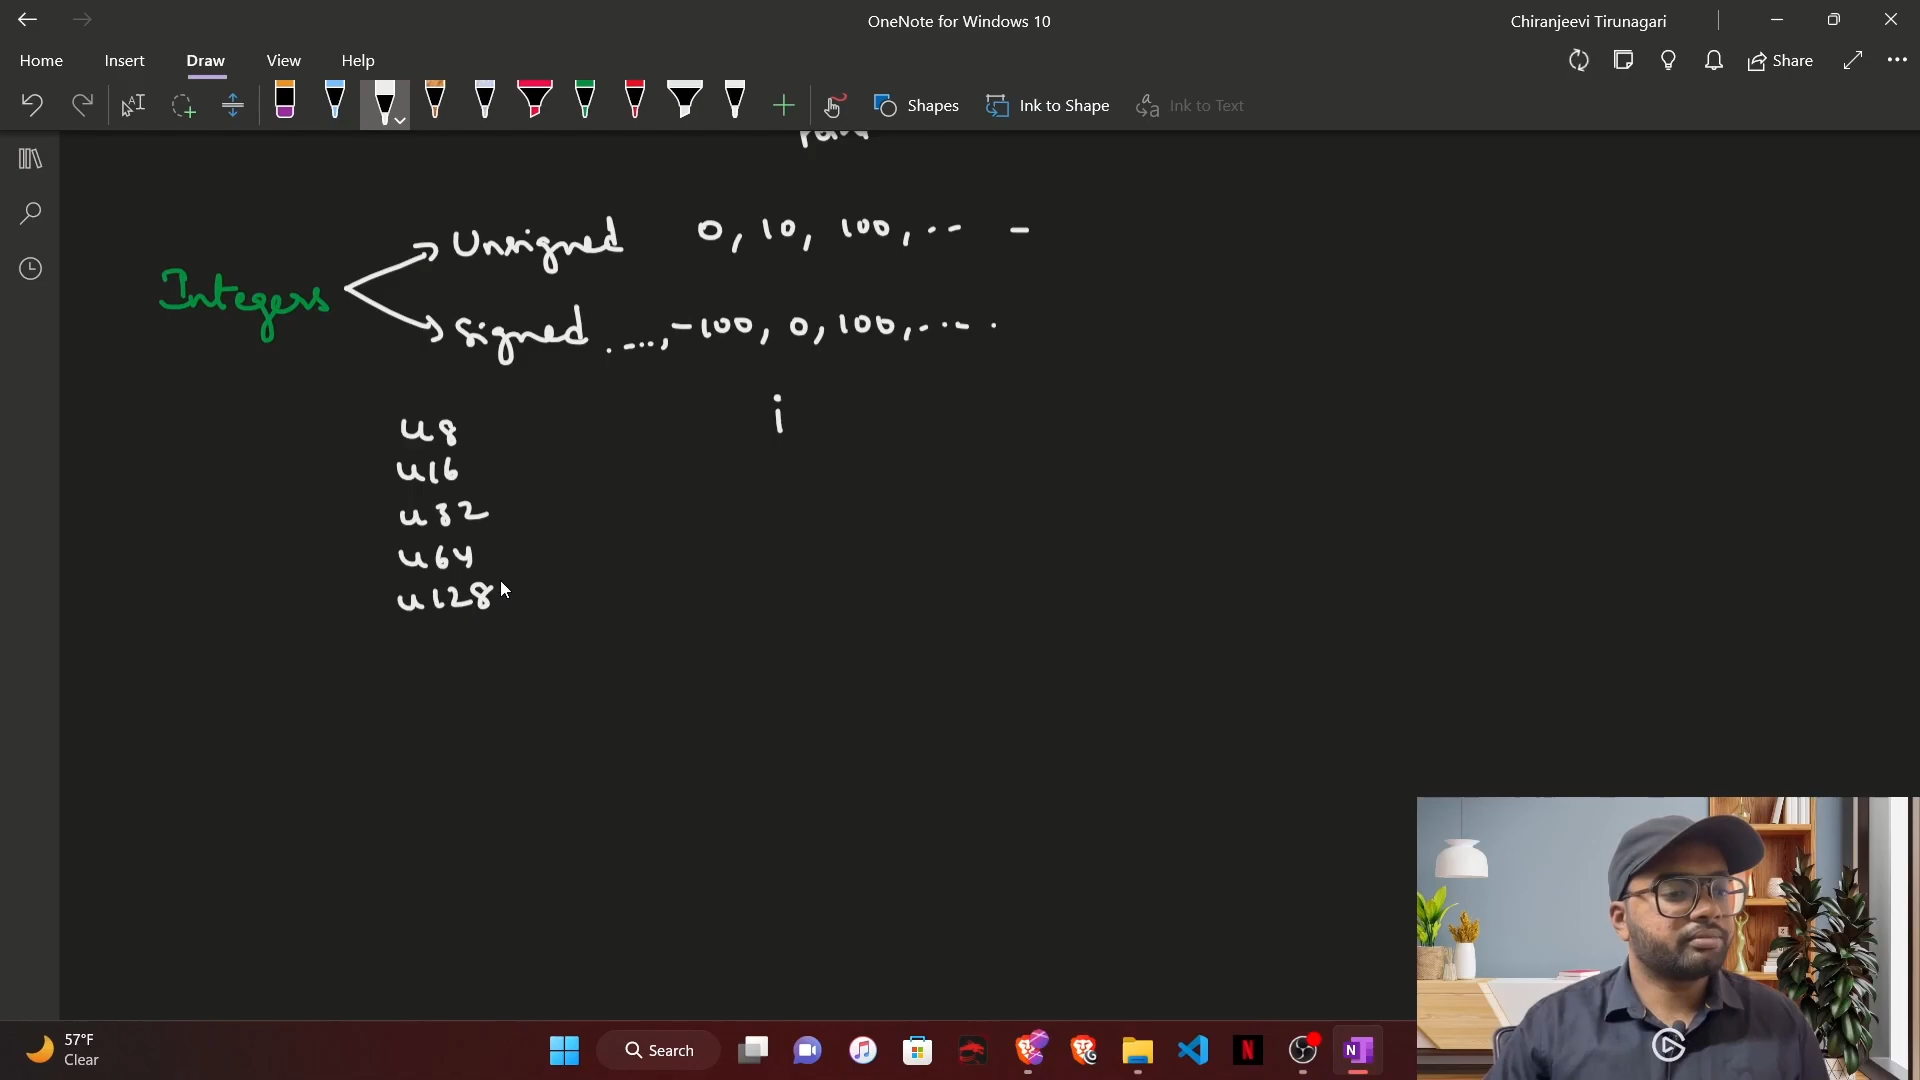 OneNote for Windows 10
Chiranjeevi Tirunagari
Home Insert Draw View Help
Share
Shapes Ink to Shape Ink to Text
Integers
Unsigned 0, 10, 100, ..-- -
Signed ....., -100, 0, 100, .....
i
u8
u16
u32
u64
u128
57°F
Clear
Search